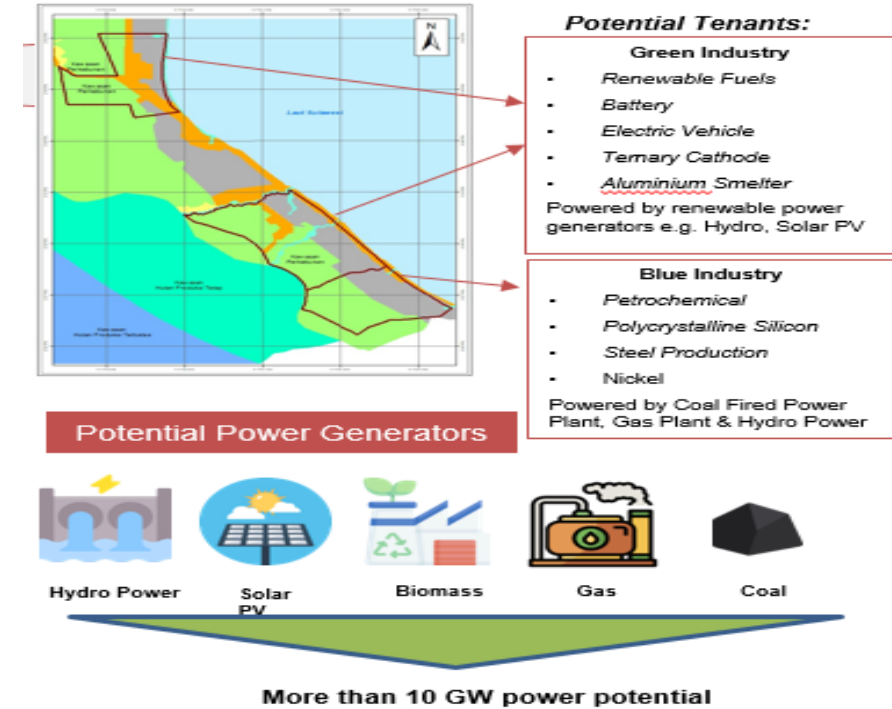 Potential Tenants:
N
Green Industry
• Renewable Fuels
• Battery
• Electric Vehicle
• Ternary Cathode
• Aluminium Smelter
Powered by renewable power
generators e.g. Hydro, Solar PV
Kawasan
Perkebunan
Blue Industry
• Petrochemical
• Polycrystalline Silicon
• Steel Production
• Nickel
Powered by Coal Fired Power
Plant, Gas Plant & Hydro Power
Potential Power Generators
Hydro Power
Solar
PV
Biomass
Gas
Coal
More than 10 GW power potential